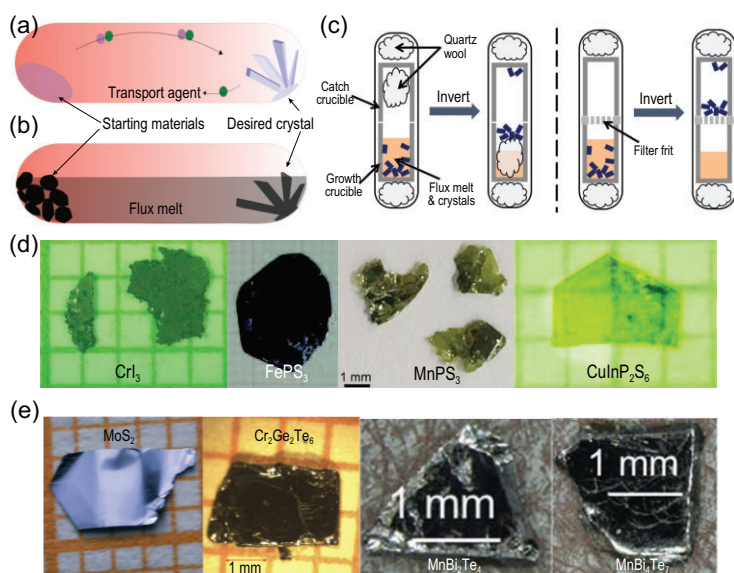 (a)
Transport agent
Starting materials
Desired crystal
(b)
Flux melt
(c)
Quartz
wool
Catch
crucible
Invert
Growth
crucible
Flux melt
& crystals
Invert
Filter frit
(d)
CrI₃
FePS₃
MnPS₃
1 mm
CuInP₂S₆
(e)
MoS₂
Cr₂Ge₂Te₆
1 mm
1 mm
MnBi₂Te₄
1 mm
MnBi₄Te₇